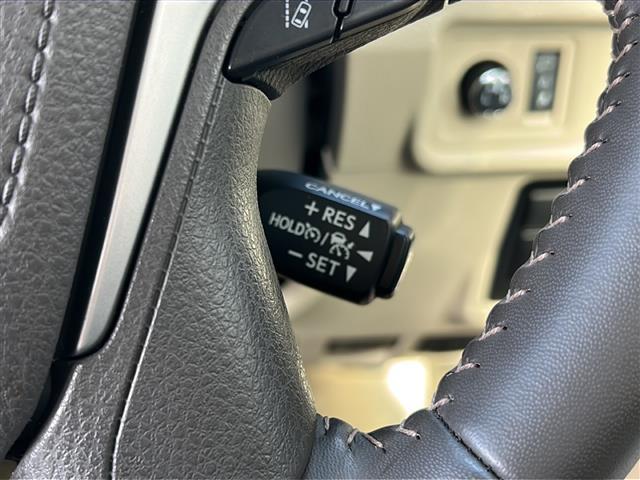 CANCEL
+ RES
HOLD /
− SET